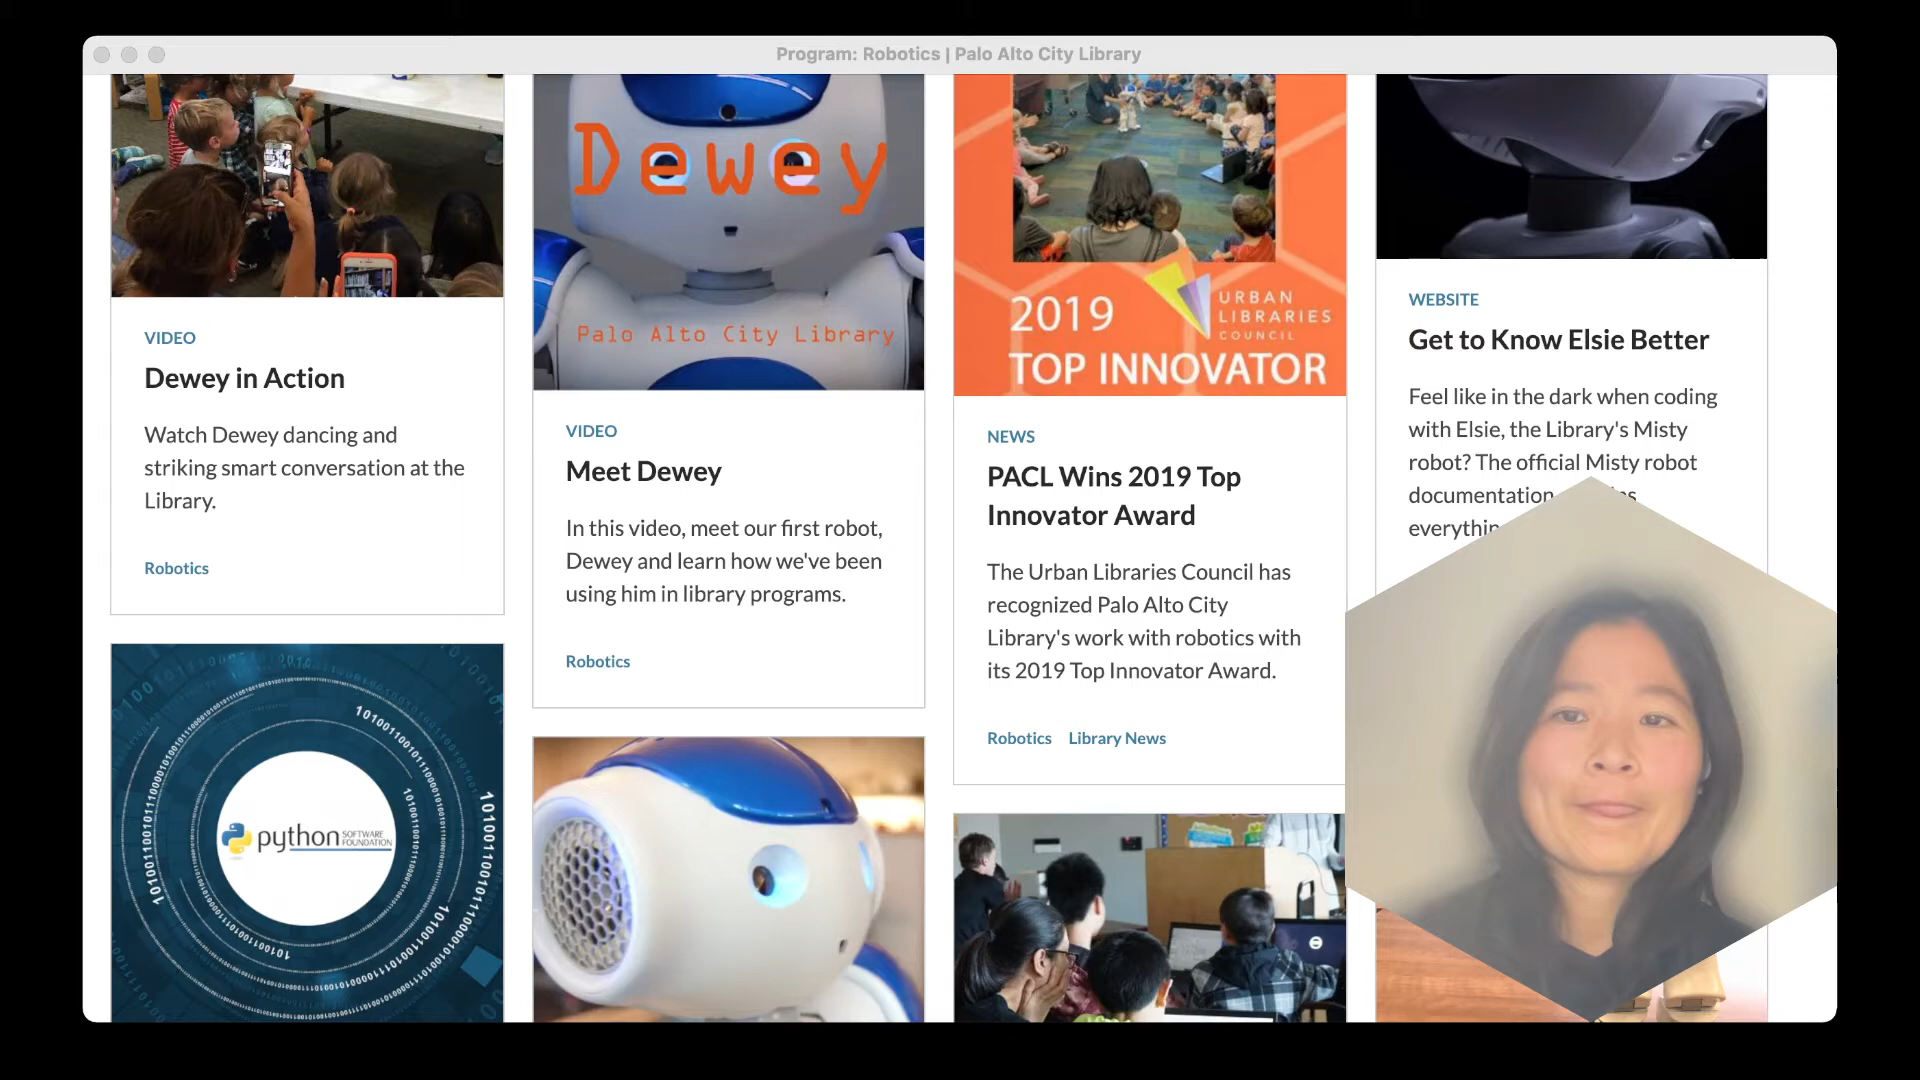 Program: Robotics | Palo Alto City Library
VIDEO
Dewey in Action
Watch Dewey dancing and
striking smart conversation at the
Library.
Robotics
python SOFTWARE
FOUNDATION
Dewey
Palo Alto City Library
VIDEO
Meet Dewey
In this video, meet our first robot,
Dewey and learn how we've been
using him in library programs.
Robotics
2019
URBAN
LIBRARIES
COUNCIL
TOP INNOVATOR
NEWS
PACL Wins 2019 Top
Innovator Award
The Urban Libraries Council has
recognized Palo Alto City
Library's work with robotics with
its 2019 Top Innovator Award.
Robotics Library News
WEBSITE
Get to Know Elsie Better
Feel like in the dark when coding
with Elsie, the Library's Misty
robot? The official Misty robot
documentation